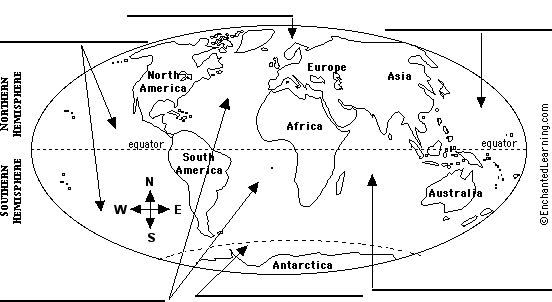 NORTHERN
HEMISPHERE
SOUTHERN
HEMISPHERE
North
America
Europe
Asia
Africa
equator
equator
South
America
Australia
N
W E
S
Antarctica
©EnchantedLearning.com